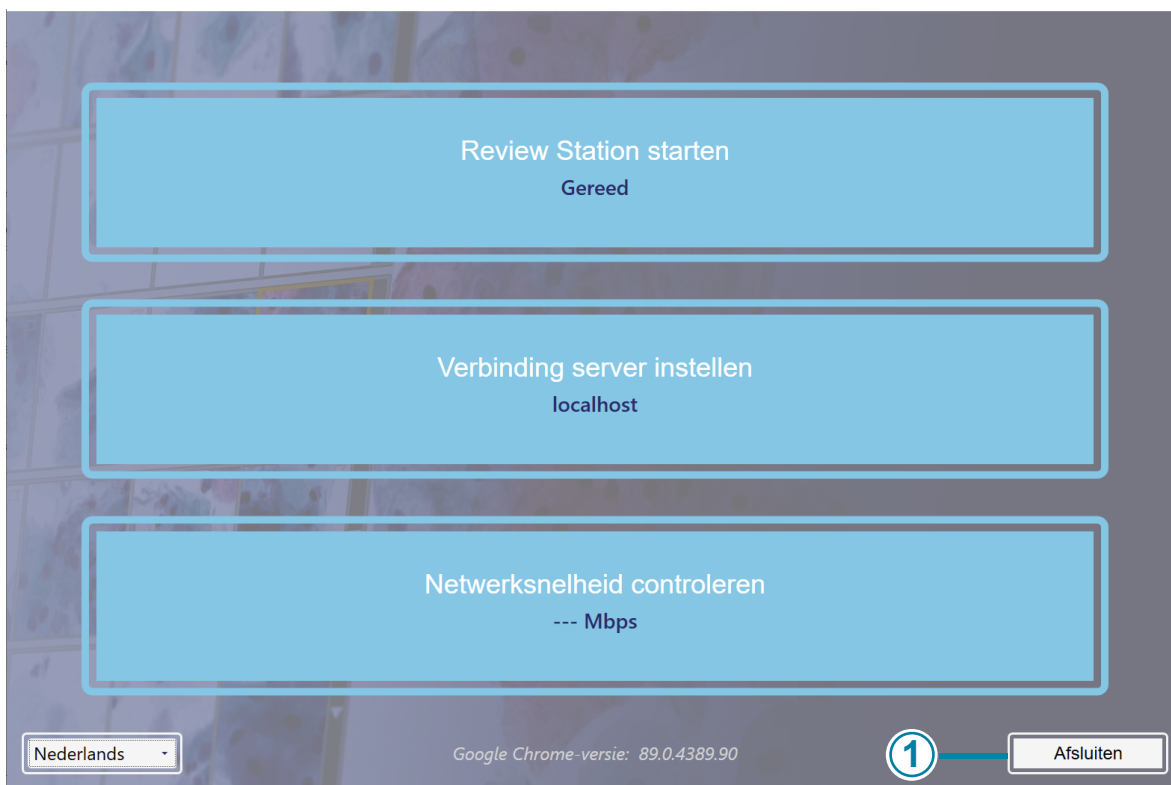 Review Station starten
Gereed
Verbinding server instellen
localhost
Netwerksnelheid controleren
--- Mbps
Nederlands
Google Chrome-versie: 89.0.4389.90
1
Afsluiten